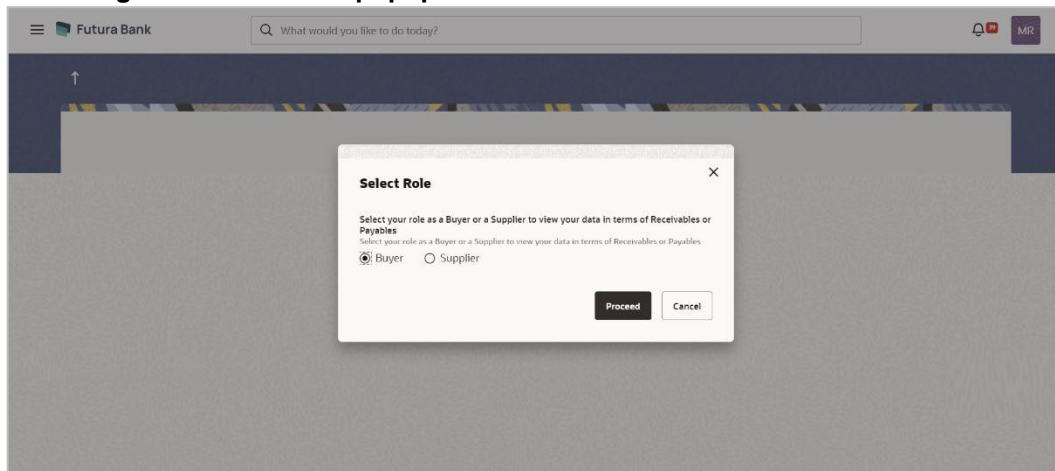 Futura Bank
What would you like to do today?
MR
Select Role
Select your role as a Buyer or a Supplier to view your data in terms of Receivables or
Payables
Select your role as a Buyer or a Supplier to view your data in terms of Receivables or Payables
Buyer
Supplier
Proceed
Cancel